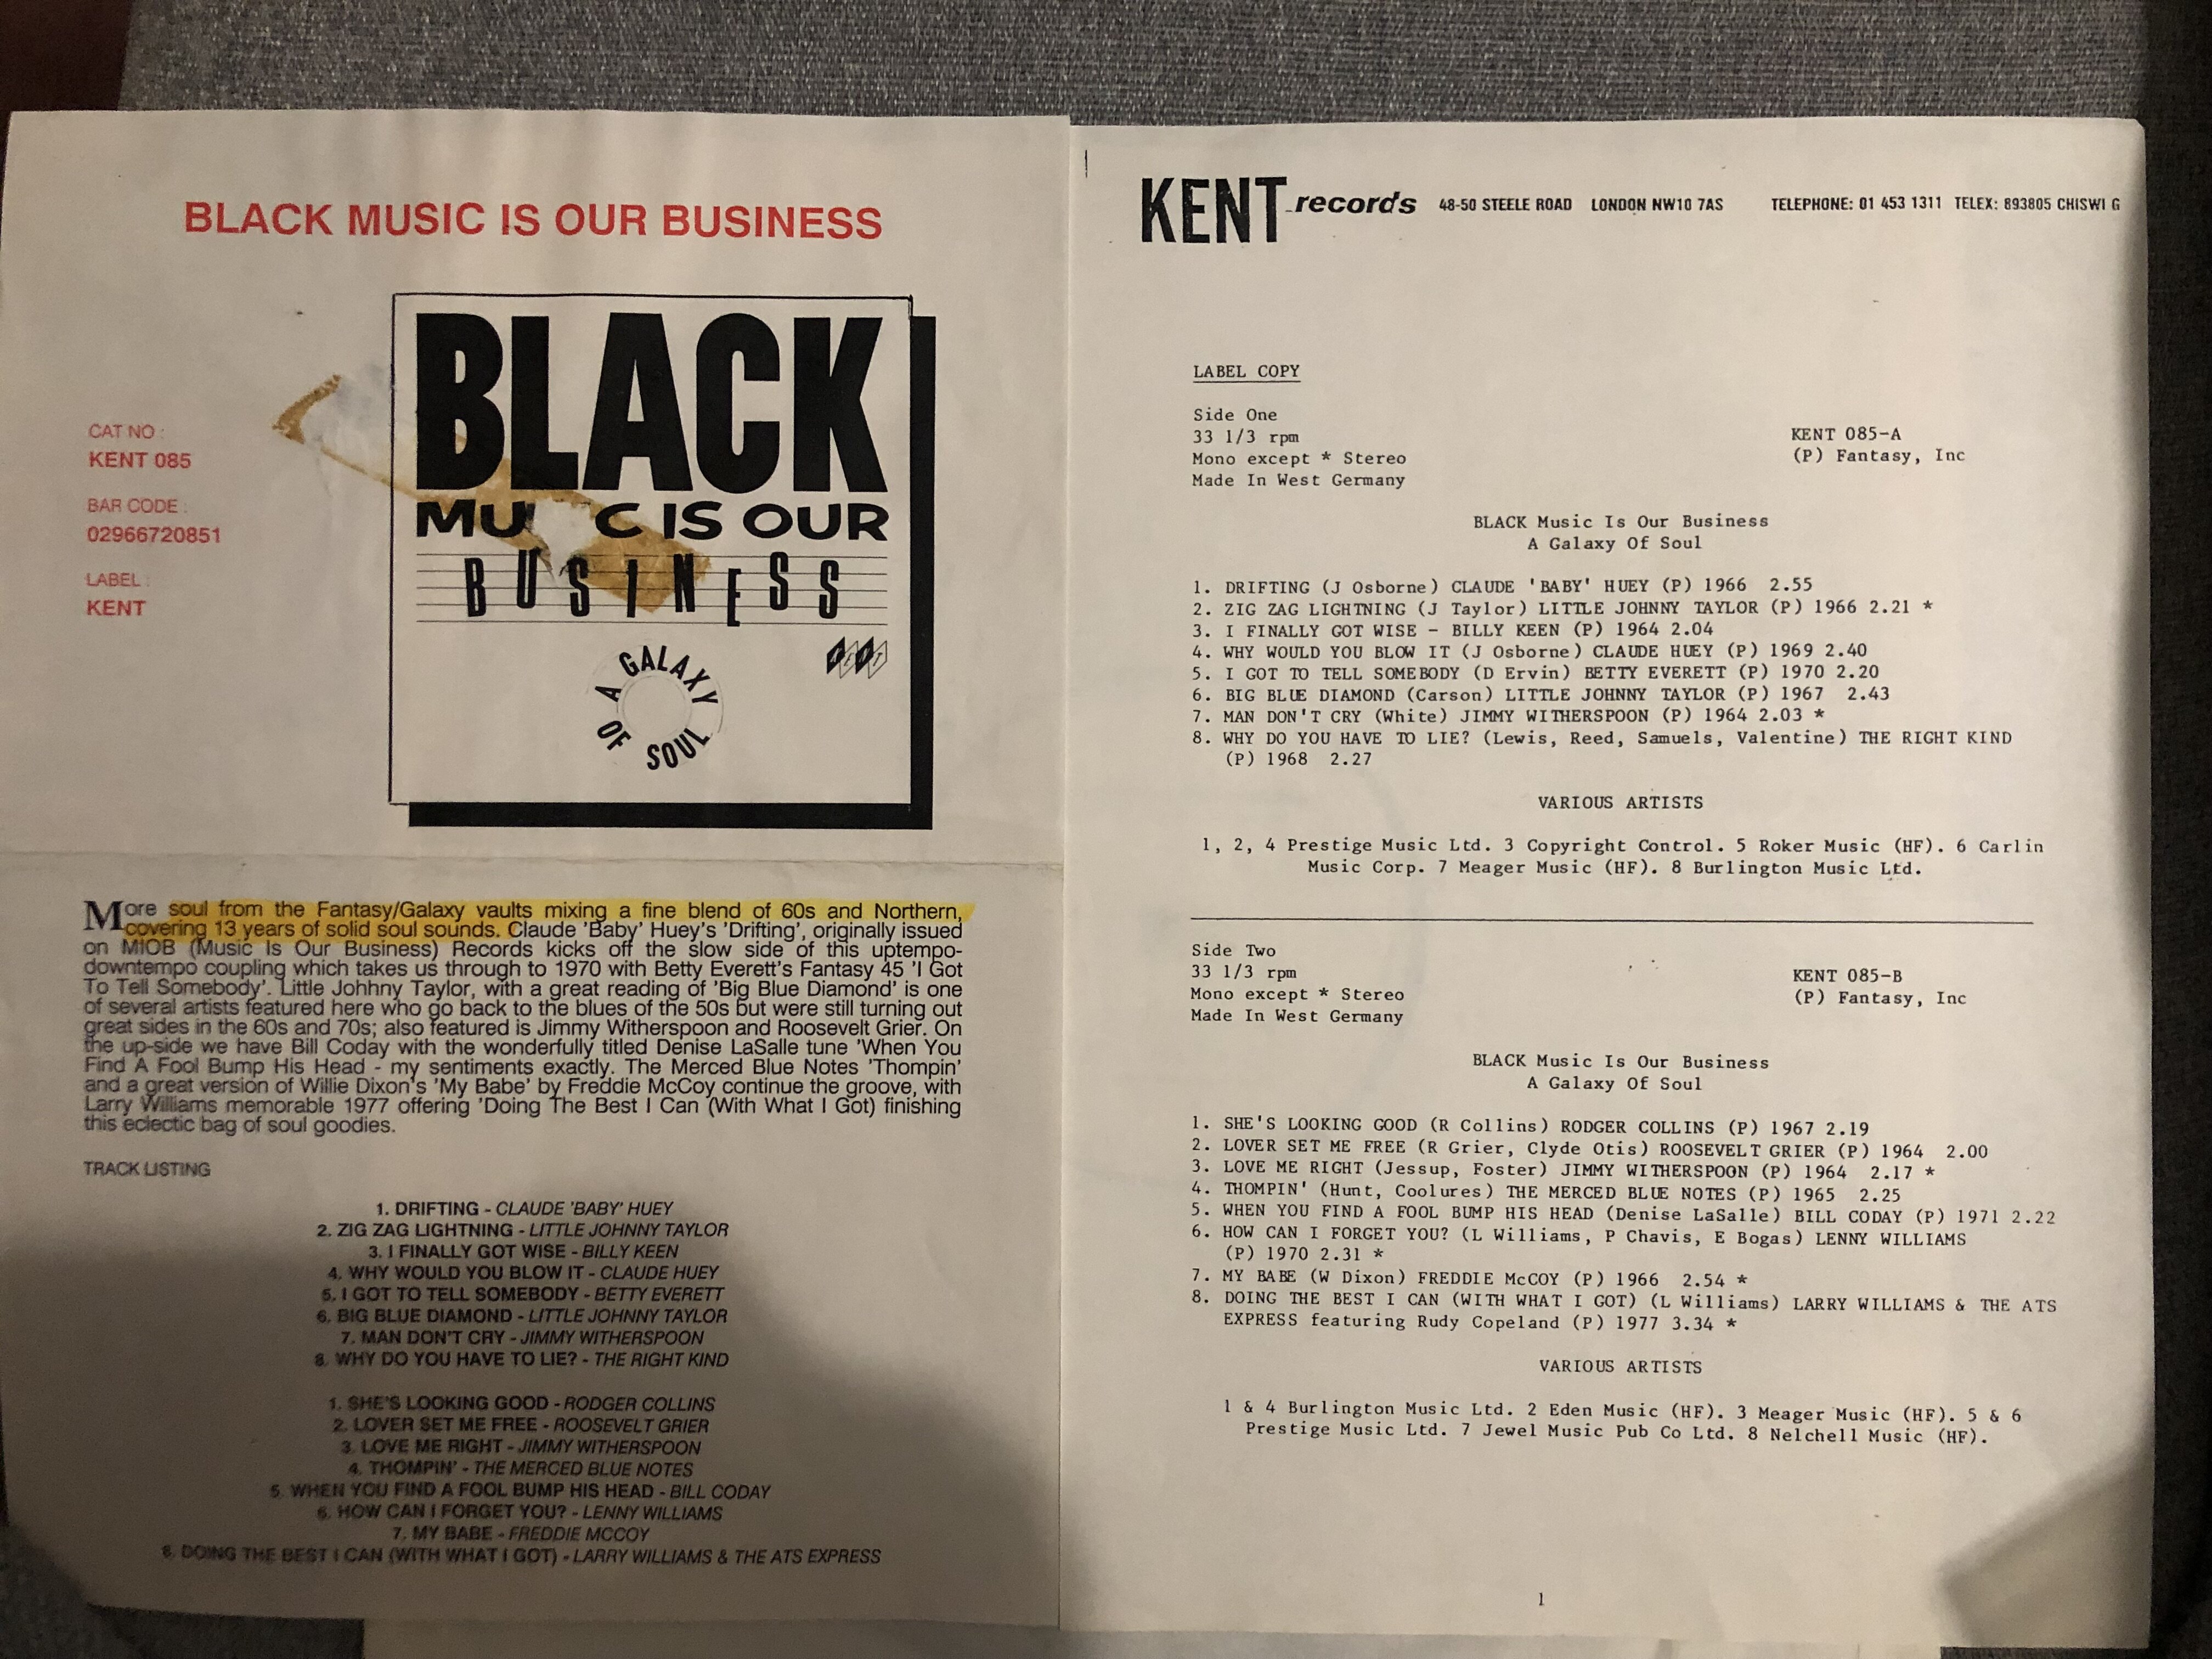 BLACK MUSIC IS OUR BUSINESS
CAT NO :
KENT 085
BAR CODE :
02966720851
LABEL :
KENT
BLACK
MU C IS OUR
BUSINESS
A GALAXY OF SOUL
More soul from the Fantasy/Galaxy vaults mixing a fine blend of 60s and Northern,
covering 13 years of solid soul sounds. Claude 'Baby' Huey's 'Drifting', originally issued
on MIOB (Music Is Our Business) Records kicks off the slow side of this uptempo-
downtempo coupling which takes us through to 1970 with Betty Everett's Fantasy 45 'I Got
To Tell Somebody'. Little Johhny Taylor, with a great reading of 'Big Blue Diamond' is one
of several artists featured here who go back to the blues of the 50s but were still turning out
great sides in the 60s and 70s; also featured is Jimmy Witherspoon and Roosevelt Grier. On
the up-side we have Bill Coday with the wonderfully titled Denise LaSalle tune 'When You
Find A Fool Bump His Head - my sentiments exactly. The Merced Blue Notes 'Thompin'
and a great version of Willie Dixon's 'My Babe' by Freddie McCoy continue the groove, with
Larry Williams memorable 1977 offering 'Doing The Best I Can (With What I Got) finishing
this eclectic bag of soul goodies.
TRACK LISTING
1. DRIFTING - CLAUDE 'BABY' HUEY
2. ZIG ZAG LIGHTNING - LITTLE JOHNNY TAYLOR
3. I FINALLY GOT WISE - BILLY KEEN
4. WHY WOULD YOU BLOW IT - CLAUDE HUEY
5. I GOT TO TELL SOMEBODY - BETTY EVERETT
6. BIG BLUE DIAMOND - LITTLE JOHNNY TAYLOR
7. MAN DON'T CRY - JIMMY WITHERSPOON
8. WHY DO YOU HAVE TO LIE? - THE RIGHT KIND
1. SHE'S LOOKING GOOD - RODGER COLLINS
2. LOVER SET ME FREE - ROOSEVELT GRIER
3. LOVE ME RIGHT - JIMMY WITHERSPOON
4. THOMPIN' - THE MERCED BLUE NOTES
5. WHEN YOU FIND A FOOL BUMP HIS HEAD - BILL CODAY
6. HOW CAN I FORGET YOU? - LENNY WILLIAMS
7. MY BABE - FREDDIE MCCOY
8. DOING THE BEST I CAN (WITH WHAT I GOT) - LARRY WILLIAMS & THE ATS EXPRESS
KENT records 48-50 STEELE ROAD LONDON NW10 7AS TELEPHONE: 01 453 1311 TELEX: 893805 CHISWI G
LABEL COPY
Side One
33 1/3 rpm
Mono except * Stereo
Made In West Germany
KENT 085-A
(P) Fantasy, Inc
BLACK Music Is Our Business
A Galaxy Of Soul
1. DRIFTING (J Osborne) CLAUDE 'BABY' HUEY (P) 1966 2.55
2. ZIG ZAG LIGHTNING (J Taylor) LITTLE JOHNNY TAYLOR (P) 1966 2.21 *
3. I FINALLY GOT WISE - BILLY KEEN (P) 1964 2.04
4. WHY WOULD YOU BLOW IT (J Osborne) CLAUDE HUEY (P) 1969 2.40
5. I GOT TO TELL SOMEBODY (D Ervin) BETTY EVERETT (P) 1970 2.20
6. BIG BLUE DIAMOND (Carson) LITTLE JOHNNY TAYLOR (P) 1967 2.43
7. MAN DON'T CRY (White) JIMMY WITHERSPOON (P) 1964 2.03 *
8. WHY DO YOU HAVE TO LIE? (Lewis, Reed, Samuels, Valentine) THE RIGHT KIND
(P) 1968 2.27
VARIOUS ARTISTS
1, 2, 4 Prestige Music Ltd. 3 Copyright Control. 5 Roker Music (HF). 6 Carlin
Music Corp. 7 Meager Music (HF). 8 Burlington Music Ltd.
Side Two
33 1/3 rpm
Mono except * Stereo
Made In West Germany
KENT 085-B
(P) Fantasy, Inc
BLACK Music Is Our Business
A Galaxy Of Soul
1. SHE'S LOOKING GOOD (R Collins) RODGER COLLINS (P) 1967 2.19
2. LOVER SET ME FREE (R Grier, Clyde Otis) ROOSEVELT GRIER (P) 1964 2.00
3. LOVE ME RIGHT (Jessup, Foster) JIMMY WITHERSPOON (P) 1964 2.17 *
4. THOMPIN' (Hunt, Coolures) THE MERCED BLUE NOTES (P) 1965 2.25
5. WHEN YOU FIND A FOOL BUMP HIS HEAD (Denise LaSalle) BILL CODAY (P) 1971 2.22
6. HOW CAN I FORGET YOU? (L Williams, P Chavis, E Bogas) LENNY WILLIAMS
(P) 1970 2.31 *
7. MY BABE (W Dixon) FREDDIE McCOY (P) 1966 2.54 *
8. DOING THE BEST I CAN (WITH WHAT I GOT) (L Williams) LARRY WILLIAMS & THE ATS
EXPRESS featuring Rudy Copeland (P) 1977 3.34 *
VARIOUS ARTISTS
1 & 4 Burlington Music Ltd. 2 Eden Music (HF). 3 Meager Music (HF). 5 & 6
Prestige Music Ltd. 7 Jewel Music Pub Co Ltd. 8 Nelchell Music (HF).
1